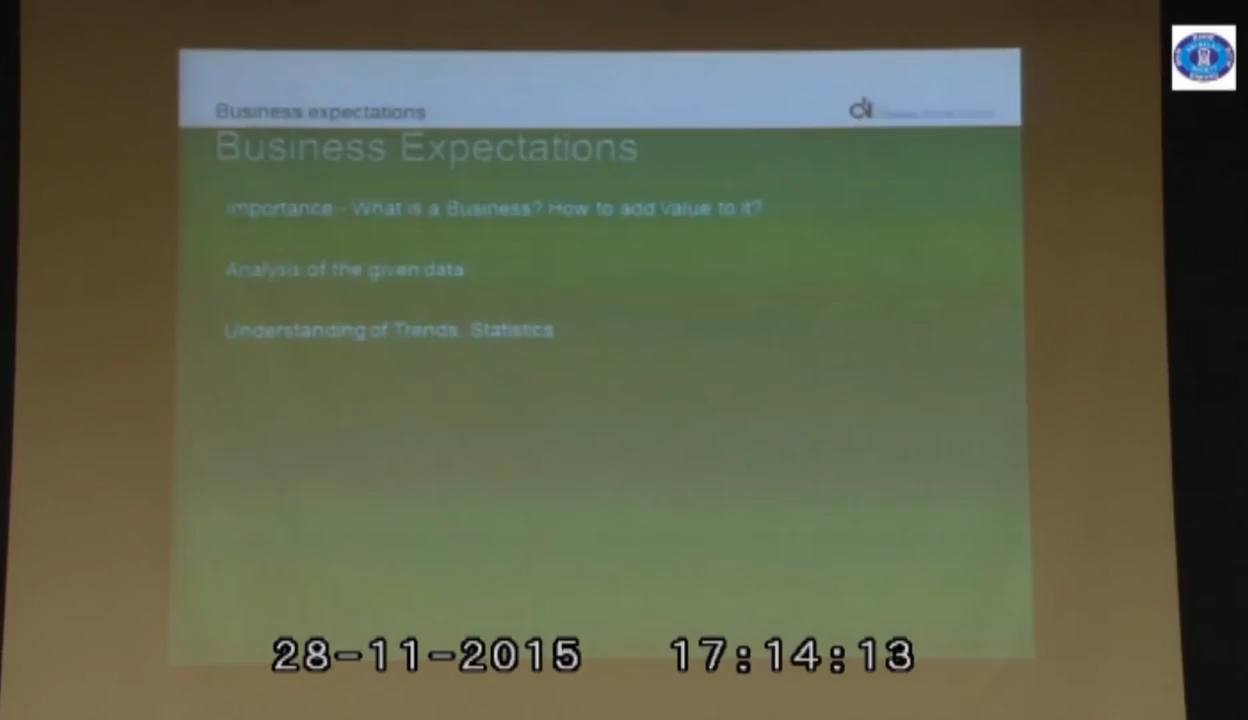 Business expectations
Business Expectations
Importance - What is a Business? How to add Value to it?
Analysis of the given data
Understanding of Trends, Statistics
28-11-2015 17:14:13